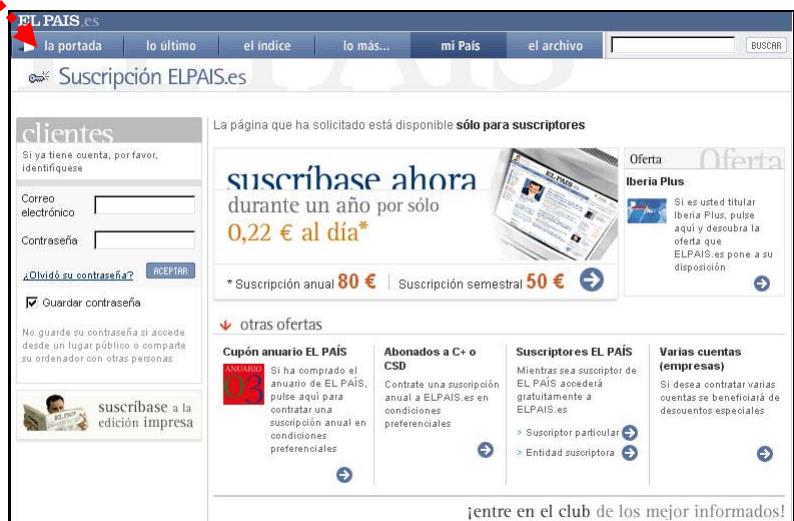 EL PAIS.es
la portada
lo último
el índice
lo más...
mi País
el archivo
BUSCAR
Suscripción ELPAIS.es
clientes
Si ya tiene cuenta, por favor,
identifíquese
Correo
electrónico
Contraseña
¿Olvidó su contraseña?
ACEPTAR
Guardar contraseña
No guarde su contraseña si accede
desde un lugar público o comparte
su ordenador con otras personas
EL PAIS
suscríbase a la
edición impresa
La página que ha solicitado está disponible sólo para suscriptores
suscríbase ahora
durante un año por sólo
0,22 € al día*
* Suscripción anual 80 €
Suscripción semestral 50 €
EL PAIS
Oferta
Oferta
Iberia Plus
Si es usted titular
Iberia Plus, pulse
aquí y descubra la
oferta que
ELPAIS.es pone a su
disposición
otras ofertas
Cupón anuario EL PAÍS
ANUARIO
03
Si ha comprado el
anuario de EL PAÍS,
pulse aquí para
contratar una
suscripción anual en
condiciones
preferenciales
Abonados a C+ o
CSD
Contrate una suscripción
anual a ELPAIS.es en
condiciones
preferenciales
Suscriptores EL PAÍS
Mientras sea suscriptor de
EL PAÍS accederá
gratuitamente a
ELPAIS.es
> Suscriptor particular
> Entidad suscriptora
Varias cuentas
(empresas)
Si desea contratar varias
cuentas se beneficiará de
descuentos especiales
¡entre en el club de los mejor informados!